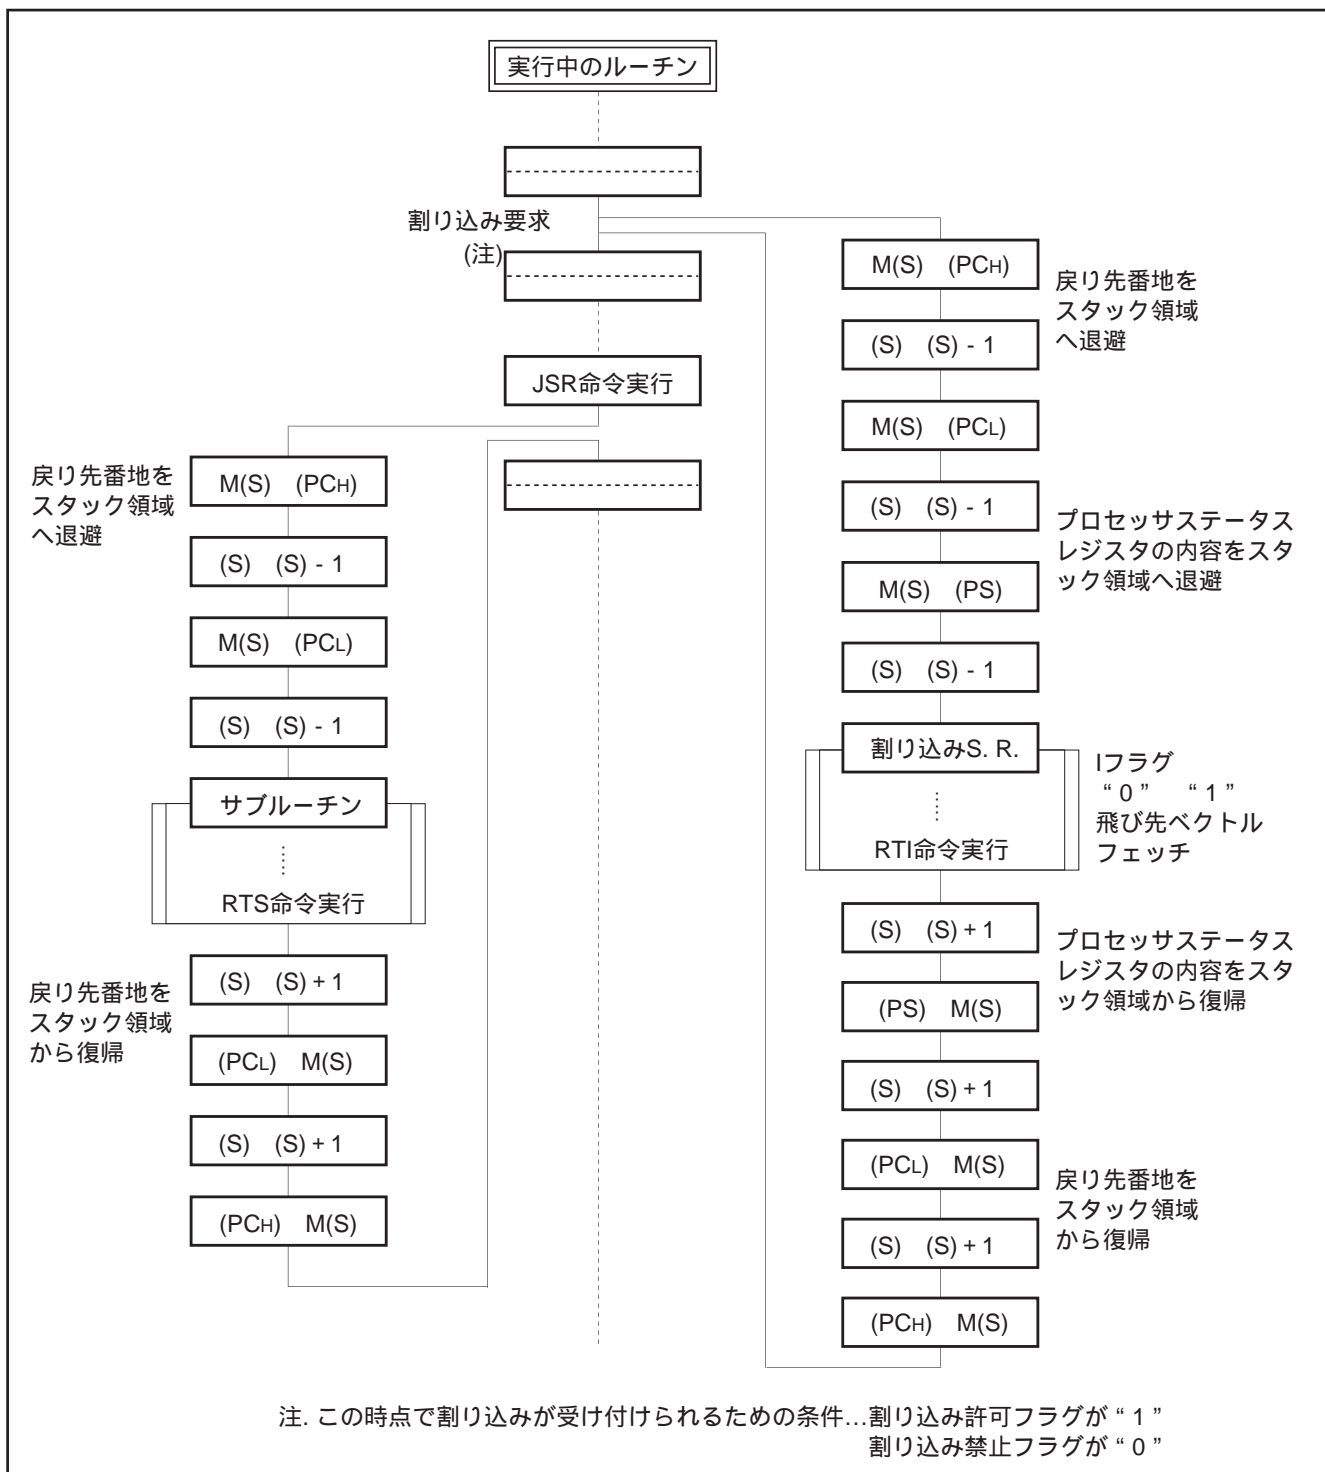 実行中のルーチン
割り込み要求
(注)
JSR命令実行
戻り先番地を
スタック領域
へ退避
M(S) (PCH)
(S) (S) - 1
M(S) (PCL)
(S) (S) - 1
サブルーチン
RTS命令実行
戻り先番地を
スタック領域
から復帰
(S) (S) + 1
(PCL) M(S)
(S) (S) + 1
(PCH) M(S)
M(S) (PCH)
戻り先番地を
スタック領域
へ退避
(S) (S) - 1
M(S) (PCL)
(S) (S) - 1
プロセッサステータス
レジスタの内容をスタ
ック領域へ退避
M(S) (PS)
(S) (S) - 1
割り込みS. R.
RTI命令実行
Iフラグ
“ 0 ” “ 1 ”
飛び先ベクトル
フェッチ
(S) (S) + 1
プロセッサステータス
レジスタの内容をスタ
ック領域から復帰
(PS) M(S)
(S) (S) + 1
(PCL) M(S)
戻り先番地を
スタック領域
から復帰
(S) (S) + 1
(PCH) M(S)
注. この時点で割り込みが受け付けられるための条件…割り込み許可フラグが “ 1 ”
割り込み禁止フラグが “ 0 ”